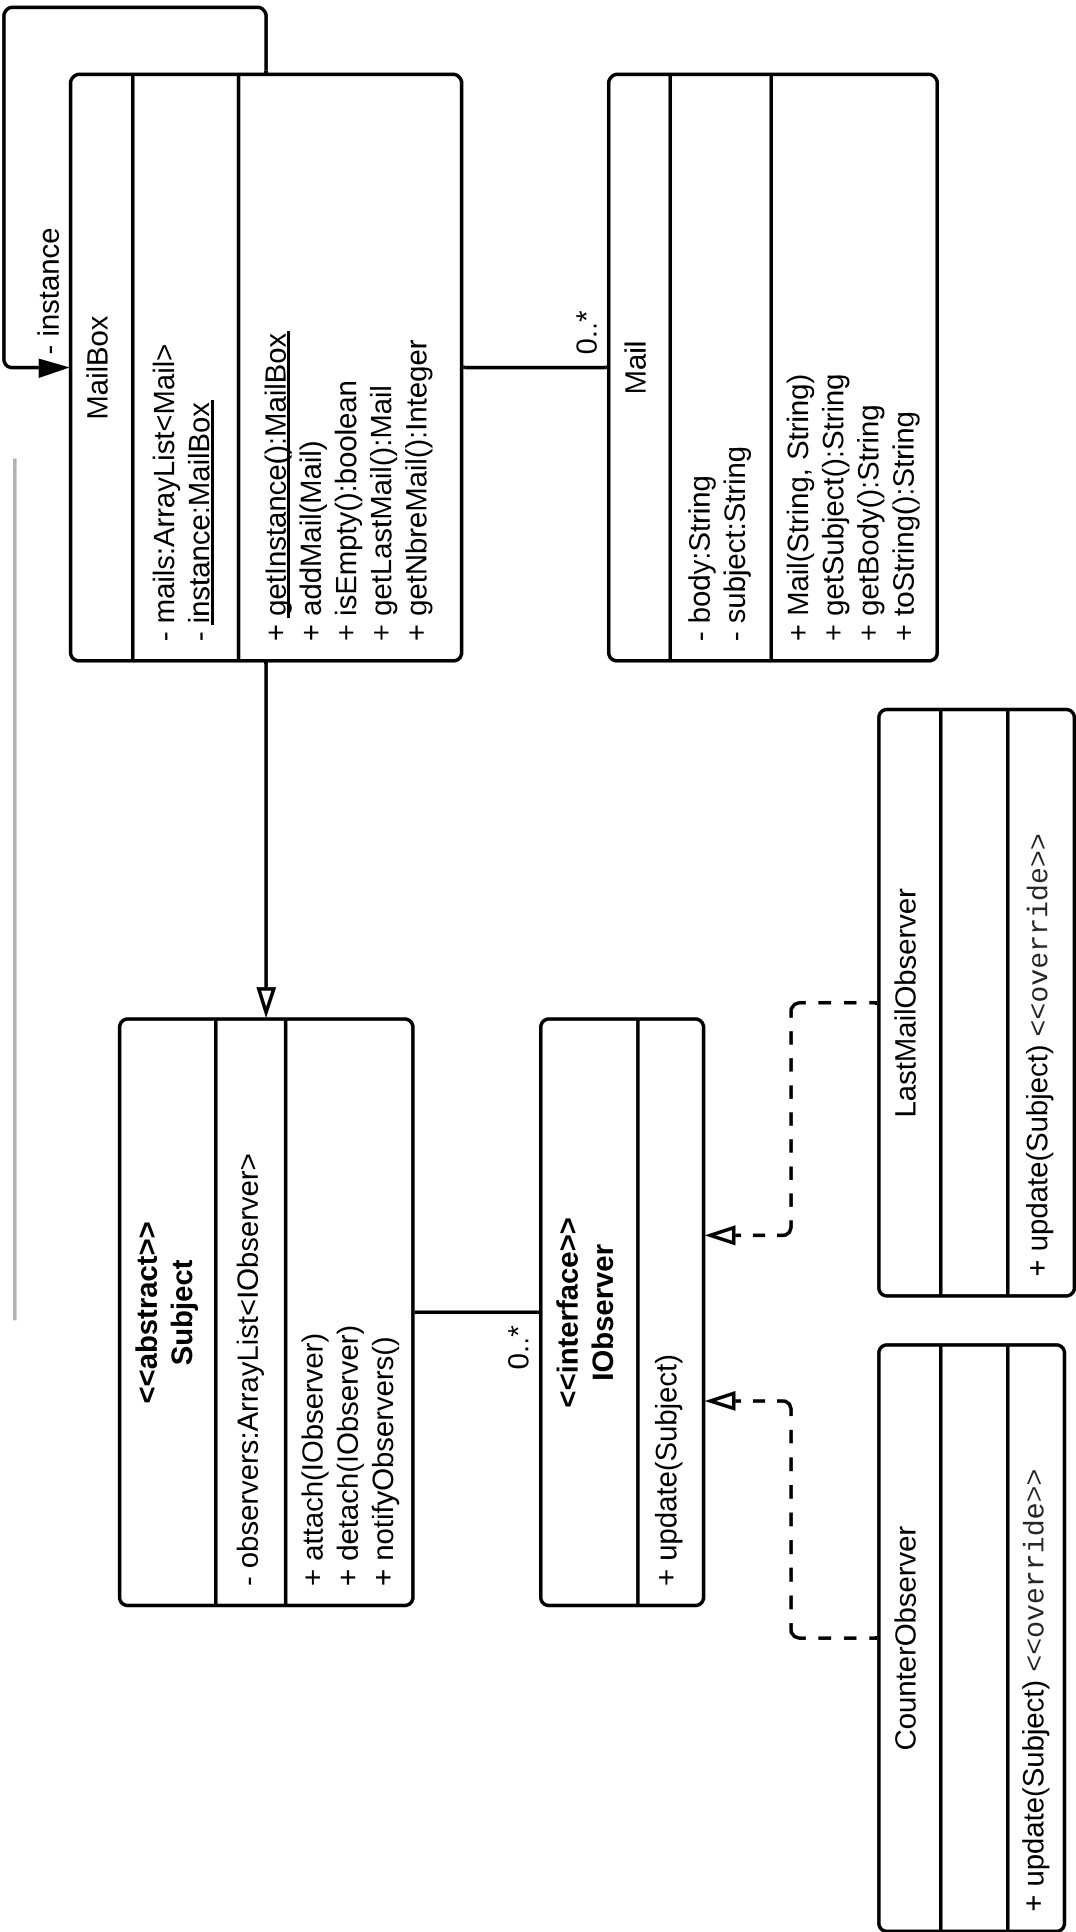 <<abstract>>
Subject
- observers:ArrayList<IObserver>
+ attach(IObserver)
+ detach(IObserver)
+ notifyObservers()
- instance
MailBox
- mails:ArrayList<Mail>
- instance:MailBox
+ getInstance():MailBox
+ addMail(Mail)
+ isEmpty():boolean
+ getLastMail():Mail
+ getNbreMail():Integer
0..*
<<interface>>
IObserver
+ update(Subject)
0..*
Mail
- body:String
- subject:String
+ Mail(String, String)
+ getSubject():String
+ getBody():String
+ toString():String
CounterObserver
+ update(Subject) <<override>>
LastMailObserver
+ update(Subject) <<override>>